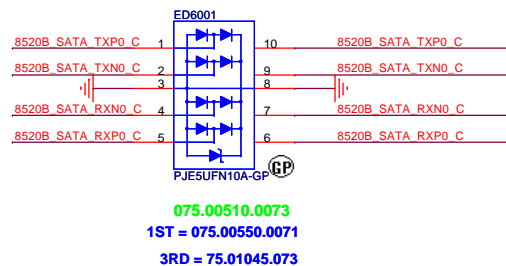 ED6001
8520B_SATA_TXP0_C 1 10 8520B_SATA_TXP0_C
8520B_SATA_TXN0_C 2 9 8520B_SATA_TXN0_C
3 8
8520B_SATA_RXN0_C 4 7 8520B_SATA_RXN0_C
8520B_SATA_RXP0_C 5 6 8520B_SATA_RXP0_C
PJE5UFN10A-GP GP
075.00510.0073
1ST = 075.00550.0071
3RD = 75.01045.073